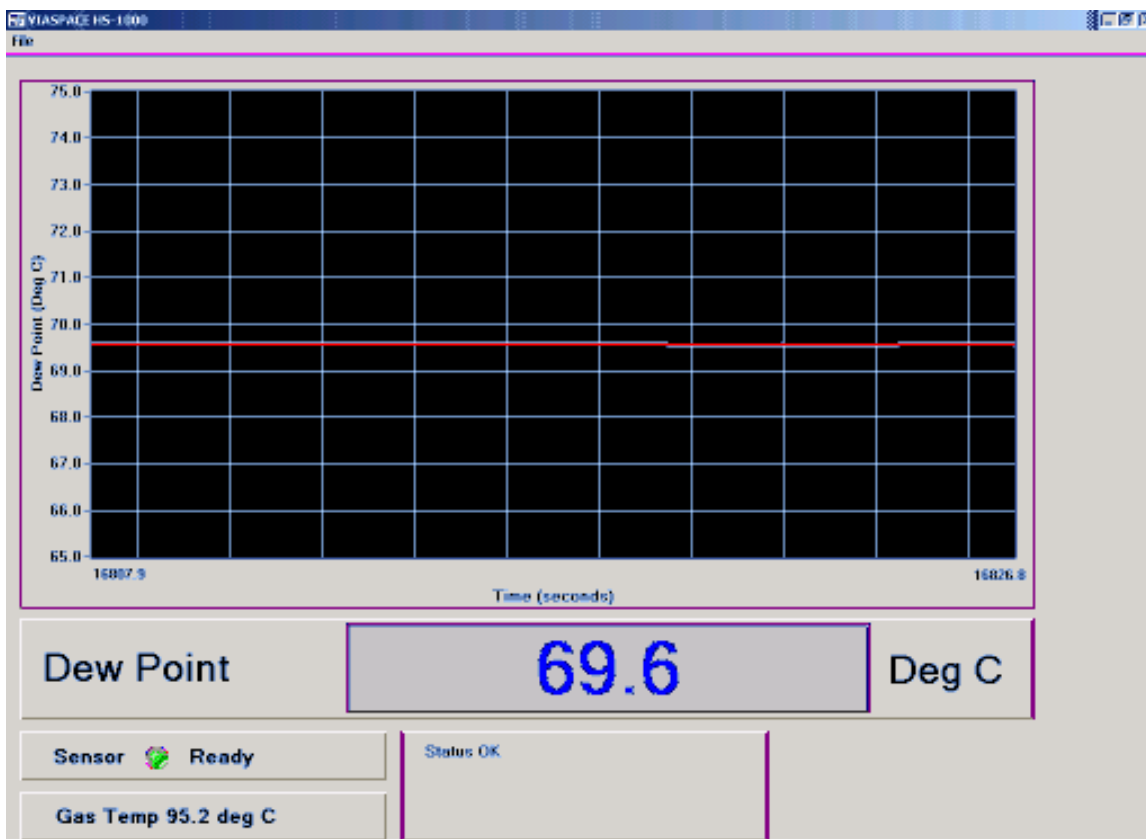 VIASPACE HS-1000
File
75.0
74.0
73.0
72.0
71.0
70.0
69.0
68.0
67.0
66.0
65.0
Dew Point (Deg C)
16807.9
16826.8
Time (seconds)
Dew Point
69.6
Deg C
Sensor Ready
Status OK
Gas Temp 95.2 deg C